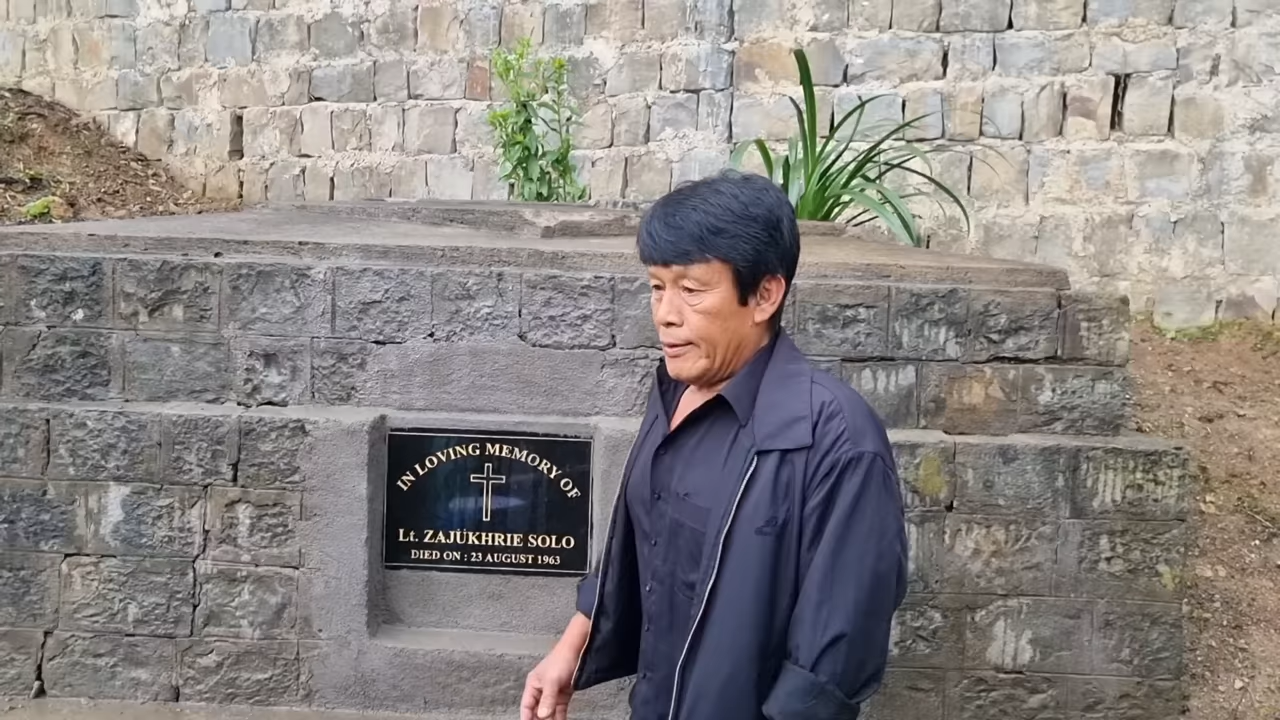 IN LOVING MEMORY OF
Lt. ZAJÜKHRIE SOLO
DIED ON : 23 AUGUST 1963